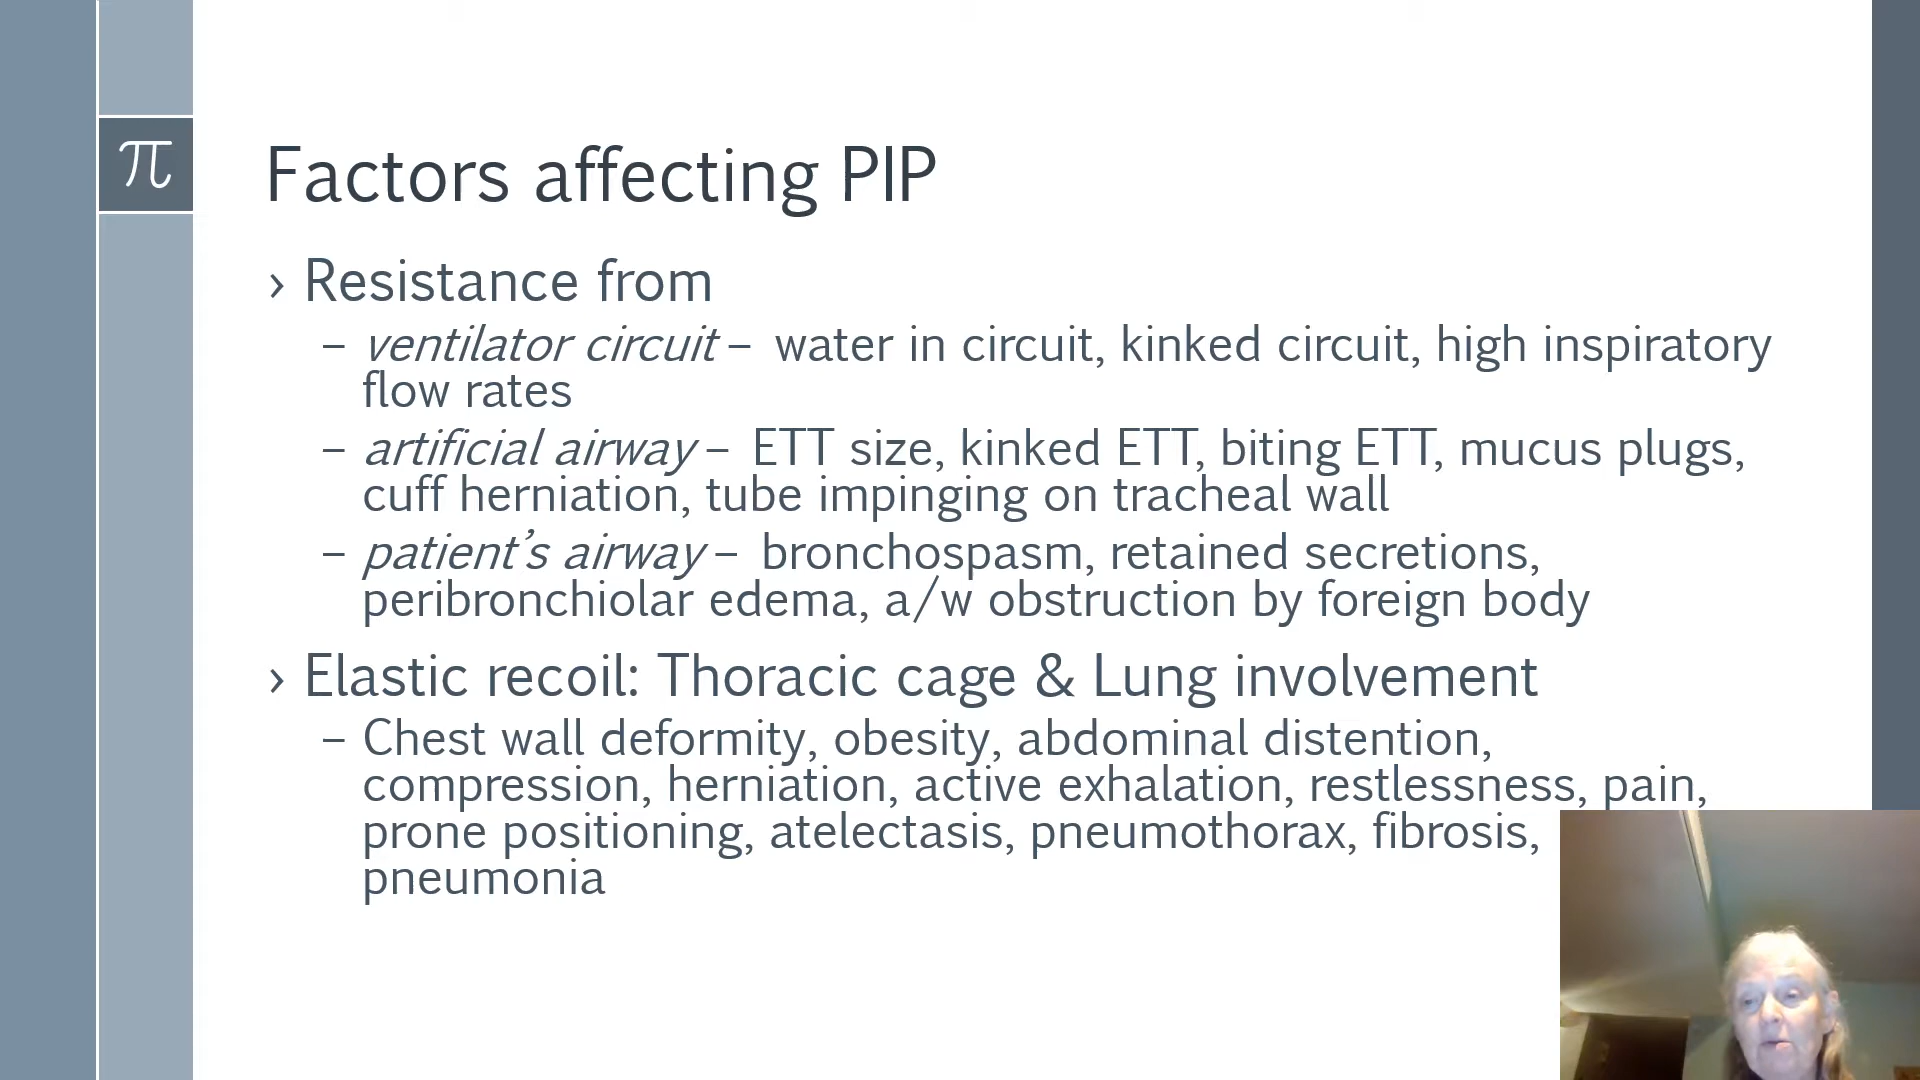 π
Factors affecting PIP
› Resistance from
– ventilator circuit – water in circuit, kinked circuit, high inspiratory
flow rates
– artificial airway – ETT size, kinked ETT, biting ETT, mucus plugs,
cuff herniation, tube impinging on tracheal wall
– patient’s airway – bronchospasm, retained secretions,
peribronchiolar edema, a/w obstruction by foreign body
› Elastic recoil: Thoracic cage & Lung involvement
– Chest wall deformity, obesity, abdominal distention,
compression, herniation, active exhalation, restlessness, pain,
prone positioning, atelectasis, pneumothorax, fibrosis,
pneumonia